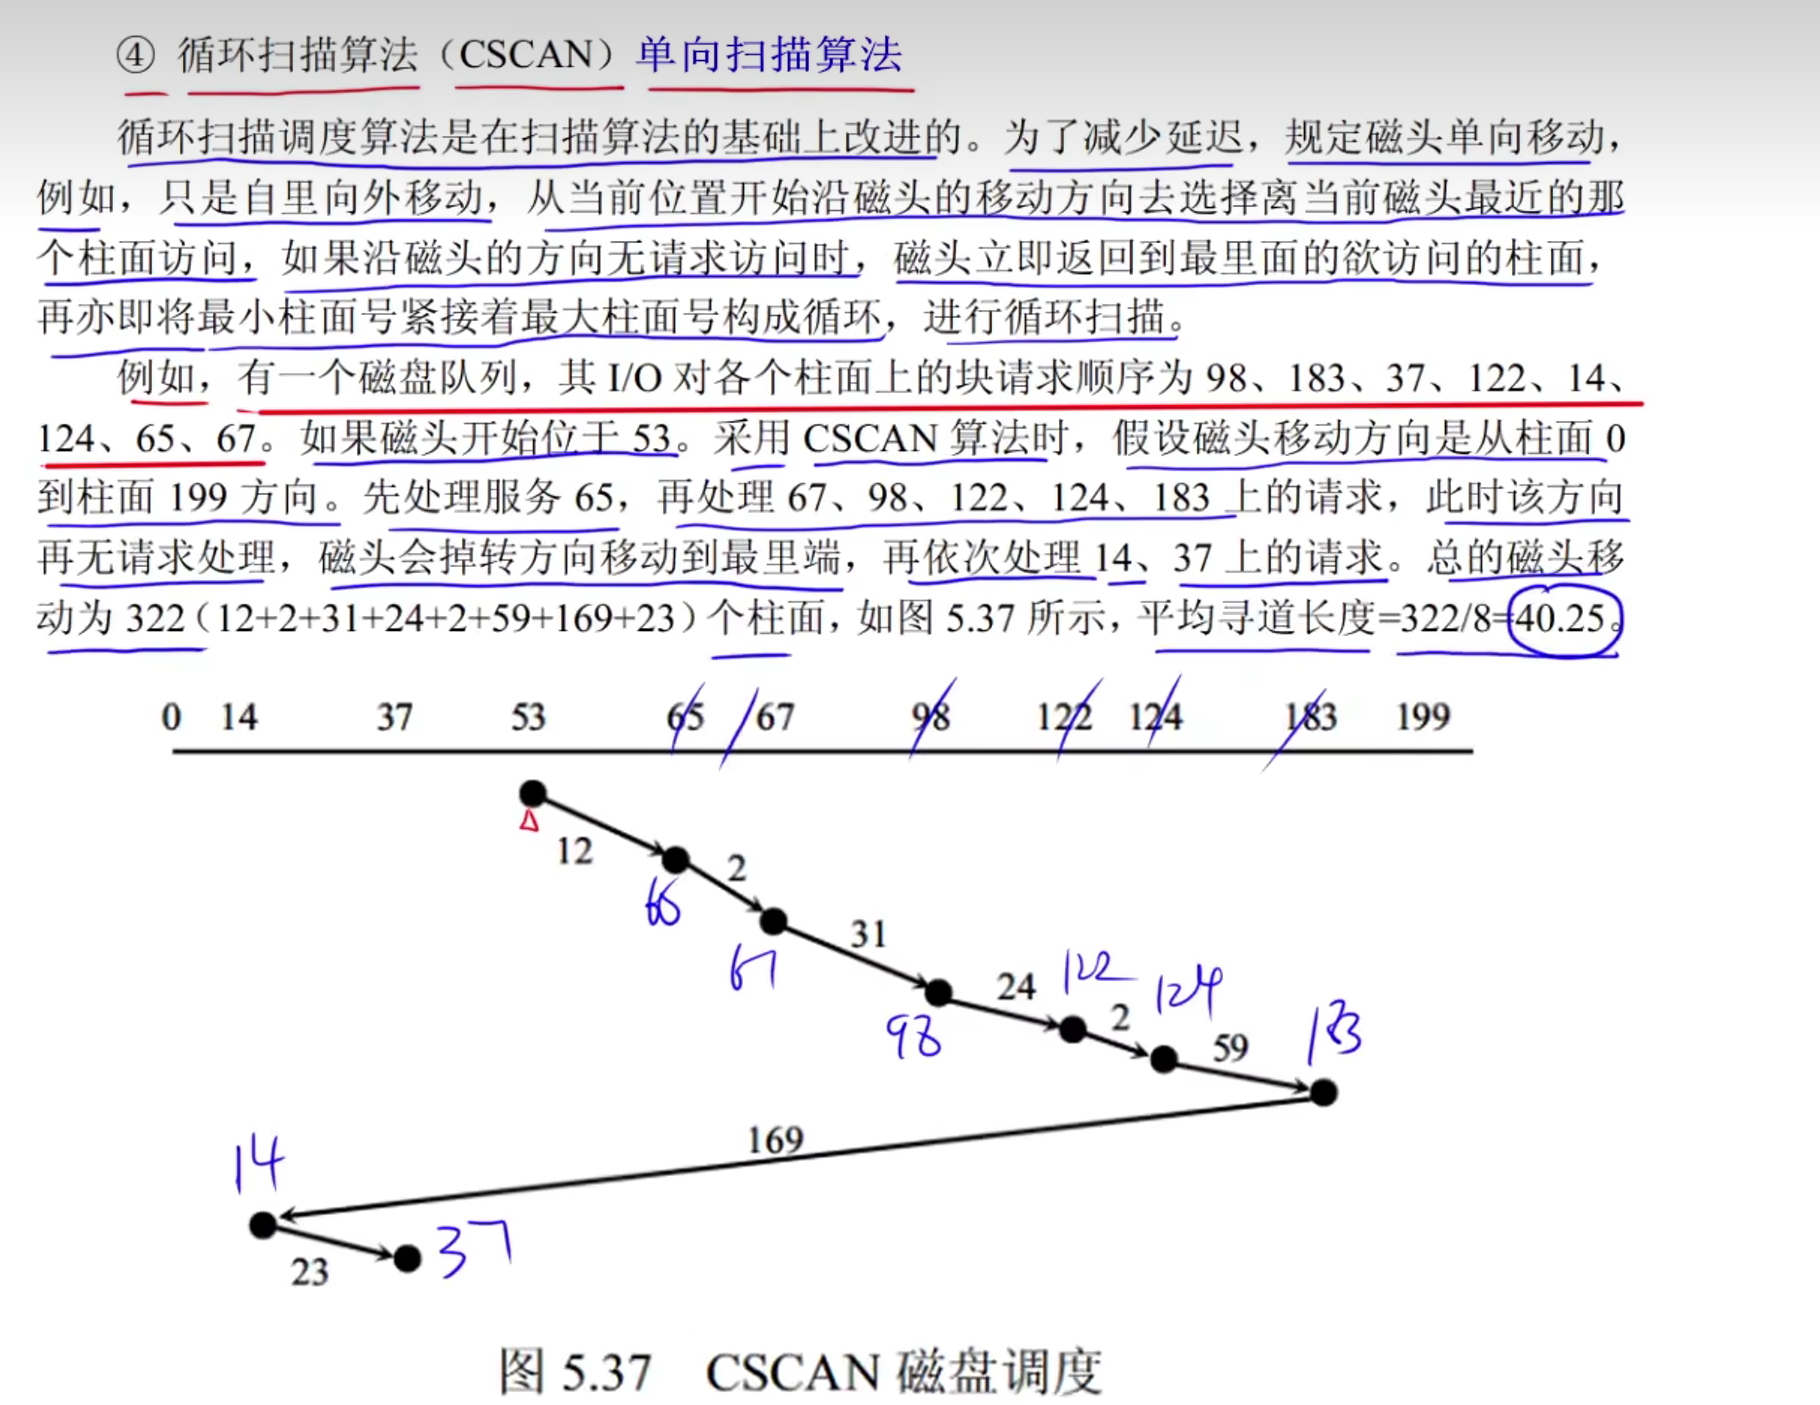 ④ 循环扫描算法（CSCAN）单向扫描算法
循环扫描调度算法是在扫描算法的基础上改进的。为了减少延迟，规定磁头单向移动，
例如，只是自里向外移动，从当前位置开始沿磁头的移动方向去选择离当前磁头最近的那
个柱面访问，如果沿磁头的方向无请求访问时，磁头立即返回到最里面的欲访问的柱面，
再亦即将最小柱面号紧接着最大柱面号构成循环，进行循环扫描。
例如，有一个磁盘队列，其 I/O 对各个柱面上的块请求顺序为 98、183、37、122、14、
124、65、67。如果磁头开始位于 53。采用 CSCAN 算法时，假设磁头移动方向是从柱面 0
到柱面 199 方向。先处理服务 65，再处理 67、98、122、124、183 上的请求，此时该方向
再无请求处理，磁头会掉转方向移动到最里端，再依次处理 14、37 上的请求。总的磁头移
动为 322（12+2+31+24+2+59+169+23）个柱面，如图 5.37 所示，平均寻道长度=322/8=40.25。
0 14 37 53 65 67 98 122 124 183 199
12
2
65
31
67
24 122 124
98
2
59 183
169
14
37
23
图 5.37 CSCAN 磁盘调度